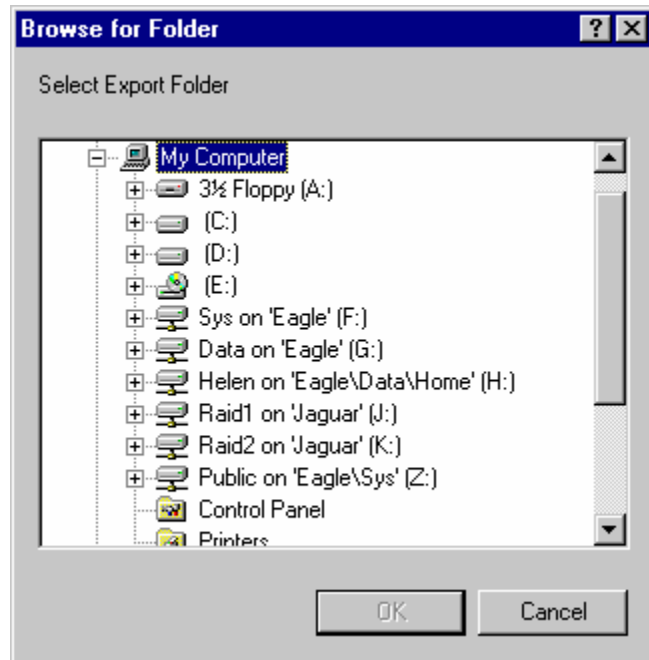 Browse for Folder
Select Export Folder
My Computer
3½ Floppy (A:)
(C:)
(D:)
(E:)
Sys on 'Eagle' (F:)
Data on 'Eagle' (G:)
Helen on 'Eagle\Data\Home' (H:)
Raid1 on 'Jaguar' (J:)
Raid2 on 'Jaguar' (K:)
Public on 'Eagle\Sys' (Z:)
Control Panel
Printers
OK Cancel